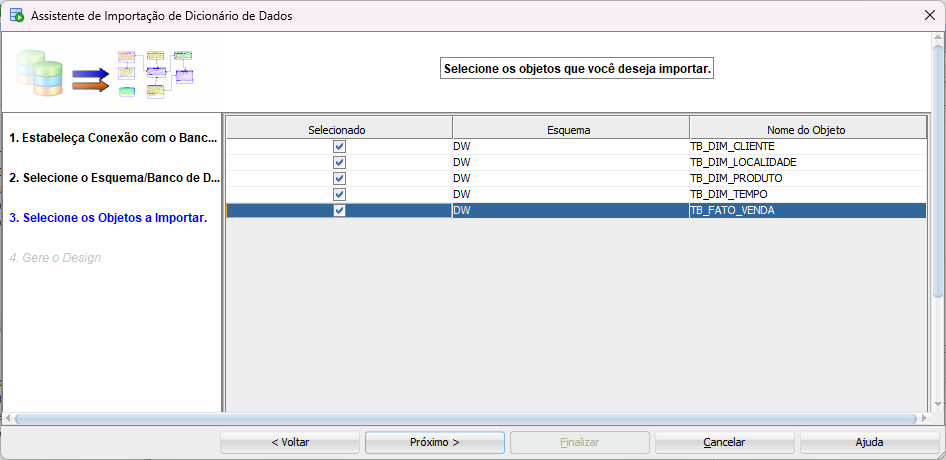 Assistente de Importação de Dicionário de Dados
Selecione os objetos que você deseja importar.
1. Estabeleça Conexão com o Banc...
2. Selecione o Esquema/Banco de D...
3. Selecione os Objetos a Importar.
4. Gere o Design.
Selecionado Esquema Nome do Objeto
DW TB_DIM_CLIENTE
DW TB_DIM_LOCALIDADE
DW TB_DIM_PRODUTO
DW TB_DIM_TEMPO
DW TB_FATO_VENDA
< Voltar Próximo > Finalizar Cancelar Ajuda